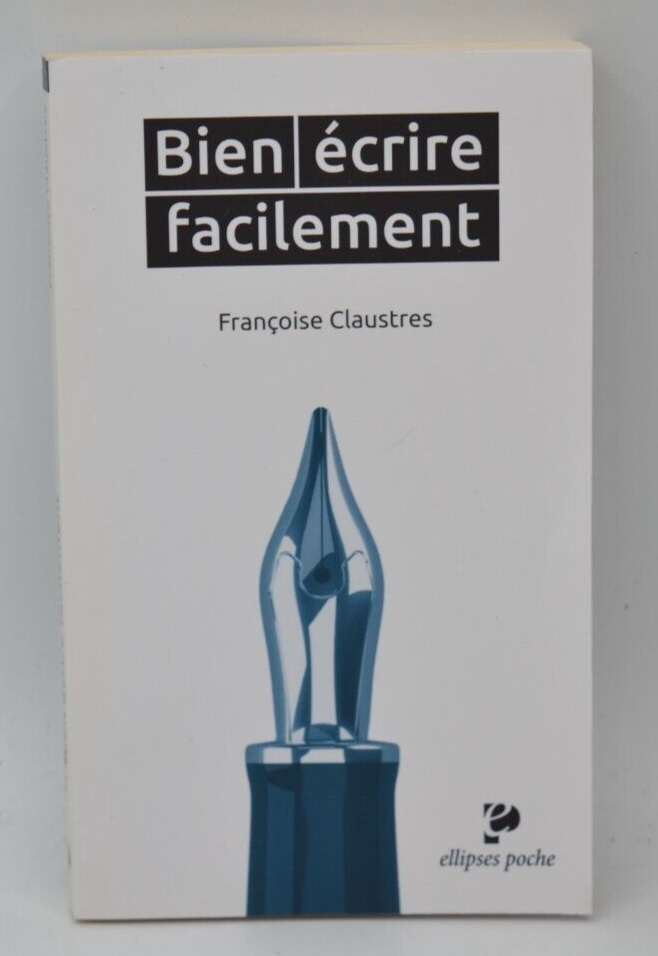 Bien écrire
facilement
Françoise Claustres
e
ellipses poche